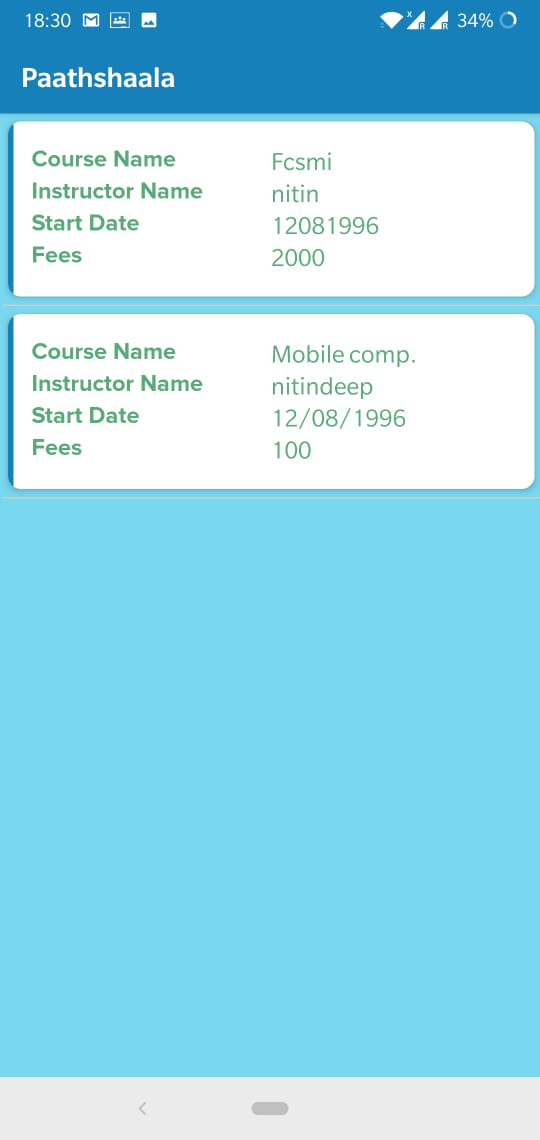 18:30 34%
Paathshaala
Course Name Fcsmi
Instructor Name nitin
Start Date 12081996
Fees 2000
Course Name Mobile comp.
Instructor Name nitindeep
Start Date 12/08/1996
Fees 100